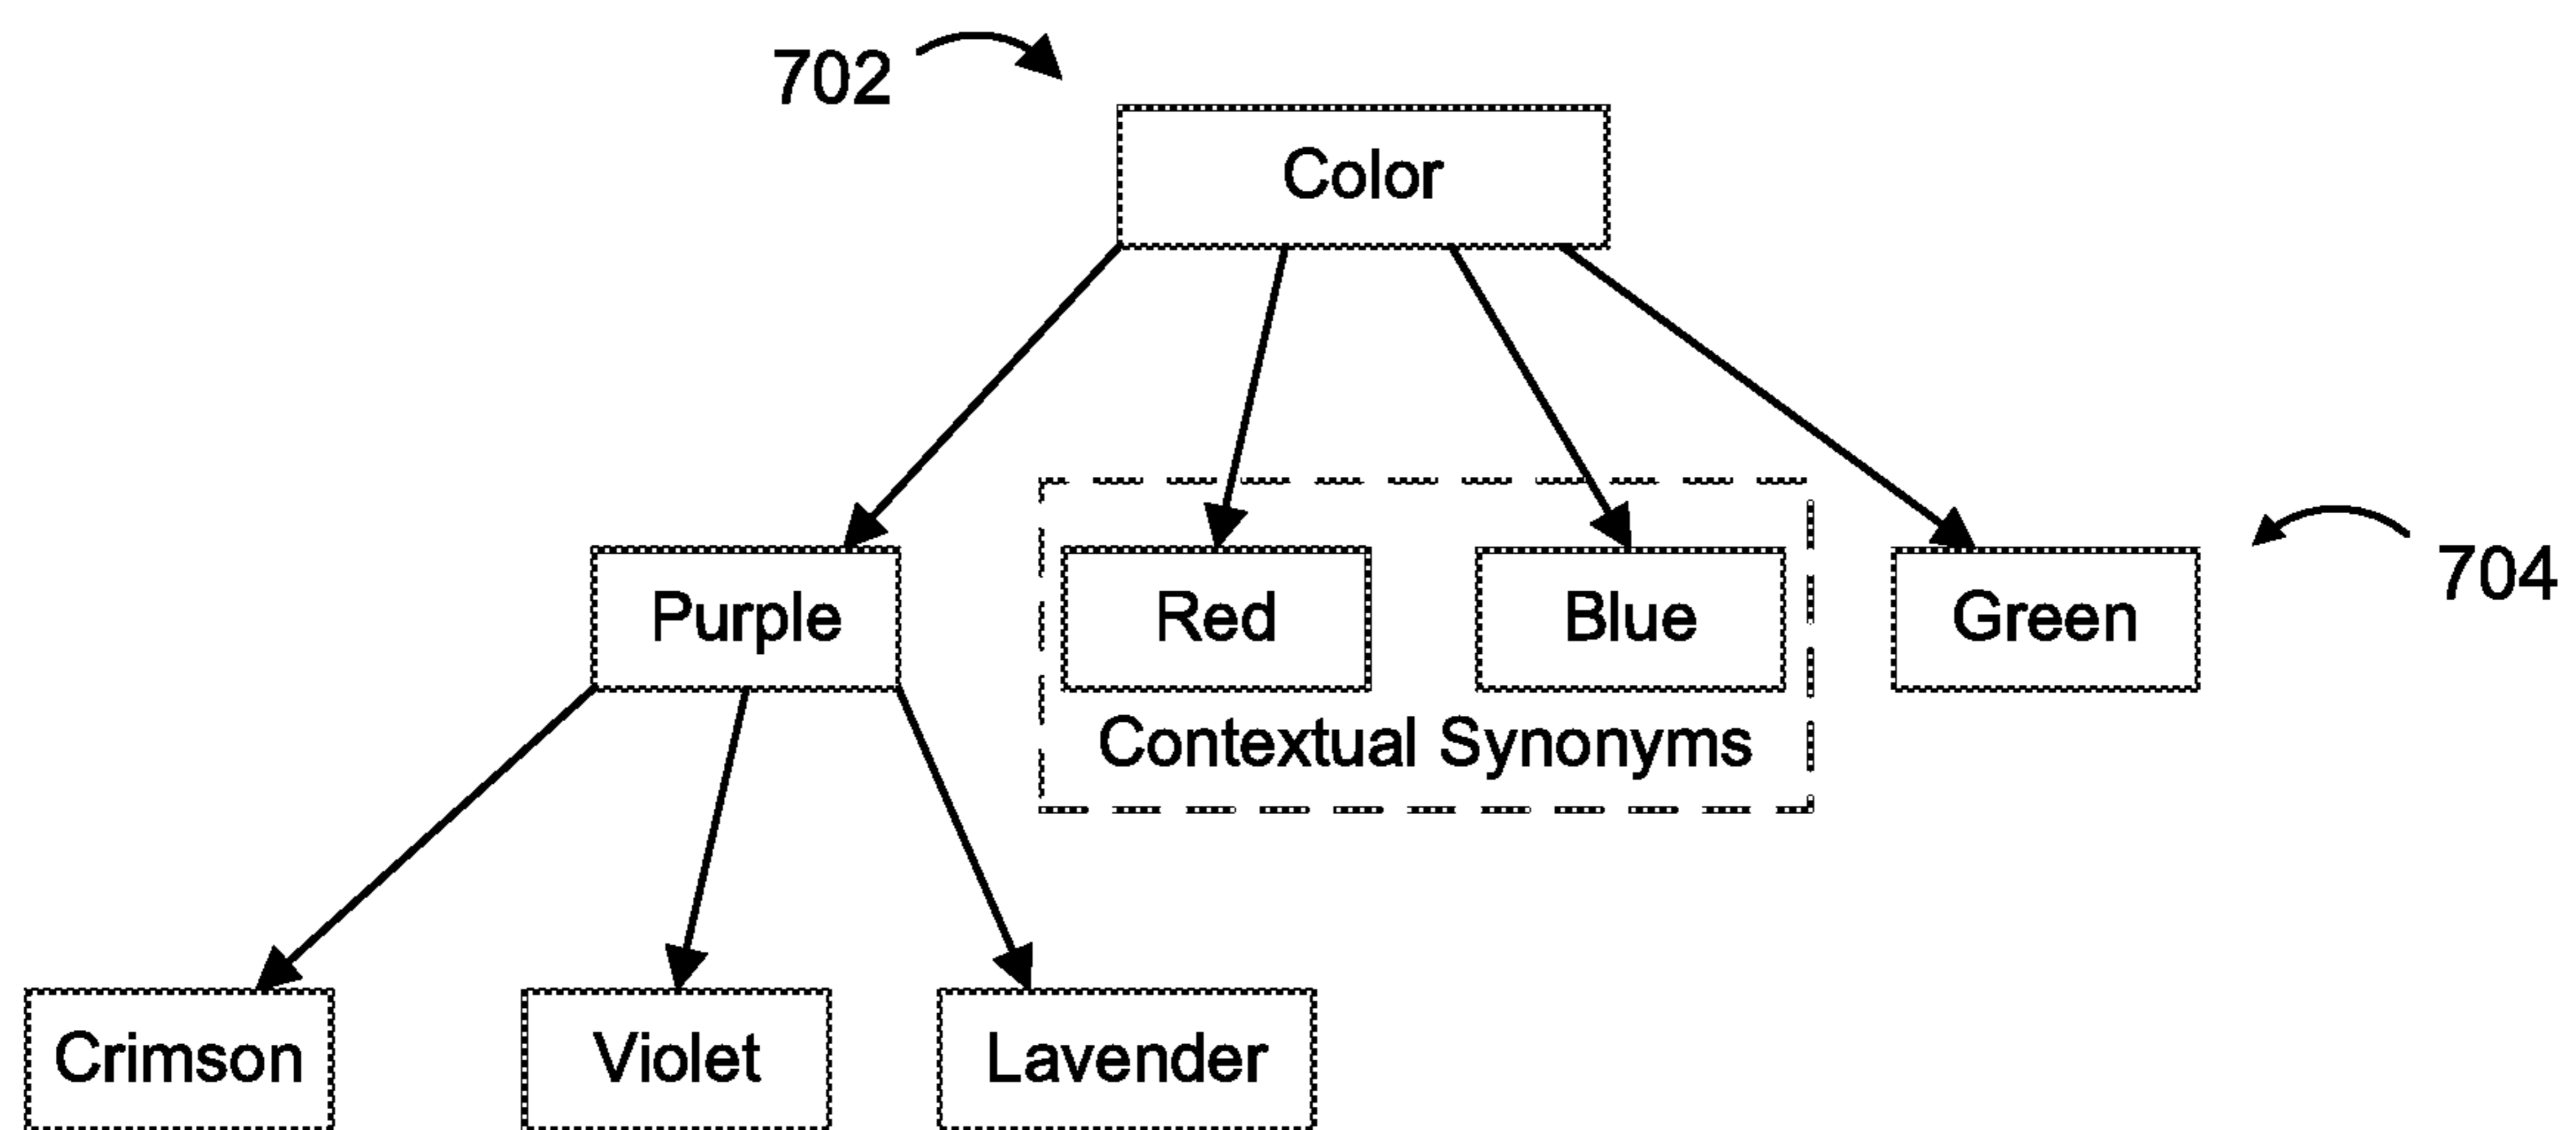 702
Color
Purple
Red
Blue
Green
704
Contextual Synonyms
Crimson
Violet
Lavender